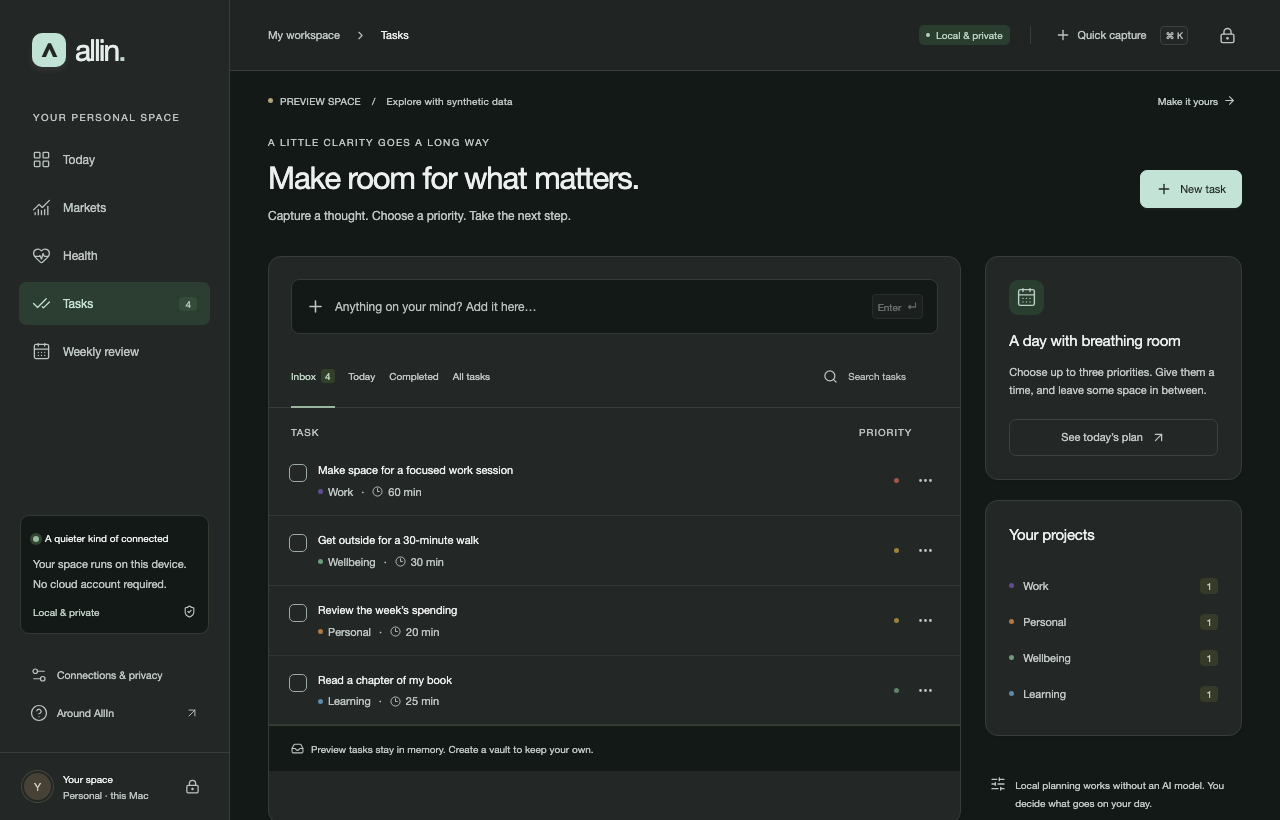 allin.
YOUR PERSONAL SPACE
Today
Markets
Health
Tasks 4
Weekly review
A quieter kind of connected
Your space runs on this device.
No cloud account required.
Local & private
Connections & privacy
Around AllIn
Y
Your space
Personal · this Mac
My workspace > Tasks
Local & private
Quick capture ⌘ K
PREVIEW SPACE / Explore with synthetic data
Make it yours →
A LITTLE CLARITY GOES A LONG WAY
Make room for what matters.
Capture a thought. Choose a priority. Take the next step.
+ New task
Anything on your mind? Add it here…
Enter ↵
Inbox 4 Today Completed All tasks
Search tasks
TASK PRIORITY
Make space for a focused work session
Work · 60 min
Get outside for a 30-minute walk
Wellbeing · 30 min
Review the week’s spending
Personal · 20 min
Read a chapter of my book
Learning · 25 min
Preview tasks stay in memory. Create a vault to keep your own.
A day with breathing room
Choose up to three priorities. Give them a
time, and leave some space in between.
See today’s plan
Your projects
Work 1
Personal 1
Wellbeing 1
Learning 1
Local planning works without an AI model. You
decide what goes on your day.